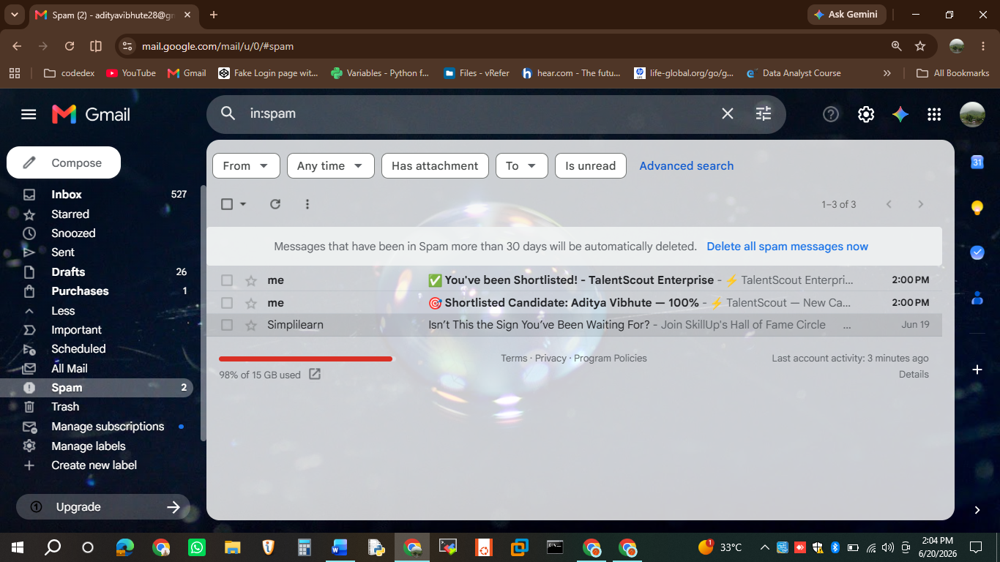 Spam (2) - adityavibhute28@gm
Ask Gemini
mail.google.com/mail/u/0/#spam
codedex
YouTube
Gmail
Fake Login page wit...
Variables - Python f...
Files - vRefer
hear.com - The futu...
life-global.org/go/g...
Data Analyst Course
All Bookmarks
Gmail
in:spam
Compose
Inbox 527
Starred
Snoozed
Sent
Drafts 26
Purchases 1
Less
Important
Scheduled
All Mail
Spam 2
Trash
Manage subscriptions
Manage labels
Create new label
Upgrade
From
Any time
Has attachment
To
Is unread
Advanced search
1–3 of 3
Messages that have been in Spam more than 30 days will be automatically deleted. Delete all spam messages now
me ✅ You've been Shortlisted! - TalentScout Enterprise - ⚡ TalentScout Enterpri... 2:00 PM
me 🎯 Shortlisted Candidate: Aditya Vibhute — 100% - ⚡ TalentScout — New Ca... 2:00 PM
Simplilearn Isn’t This the Sign You’ve Been Waiting For? - Join SkillUp's Hall of Fame Circle ... Jun 19
98% of 15 GB used
Terms · Privacy · Program Policies
Last account activity: 3 minutes ago
Details
31
33°C
2:04 PM
6/20/2026